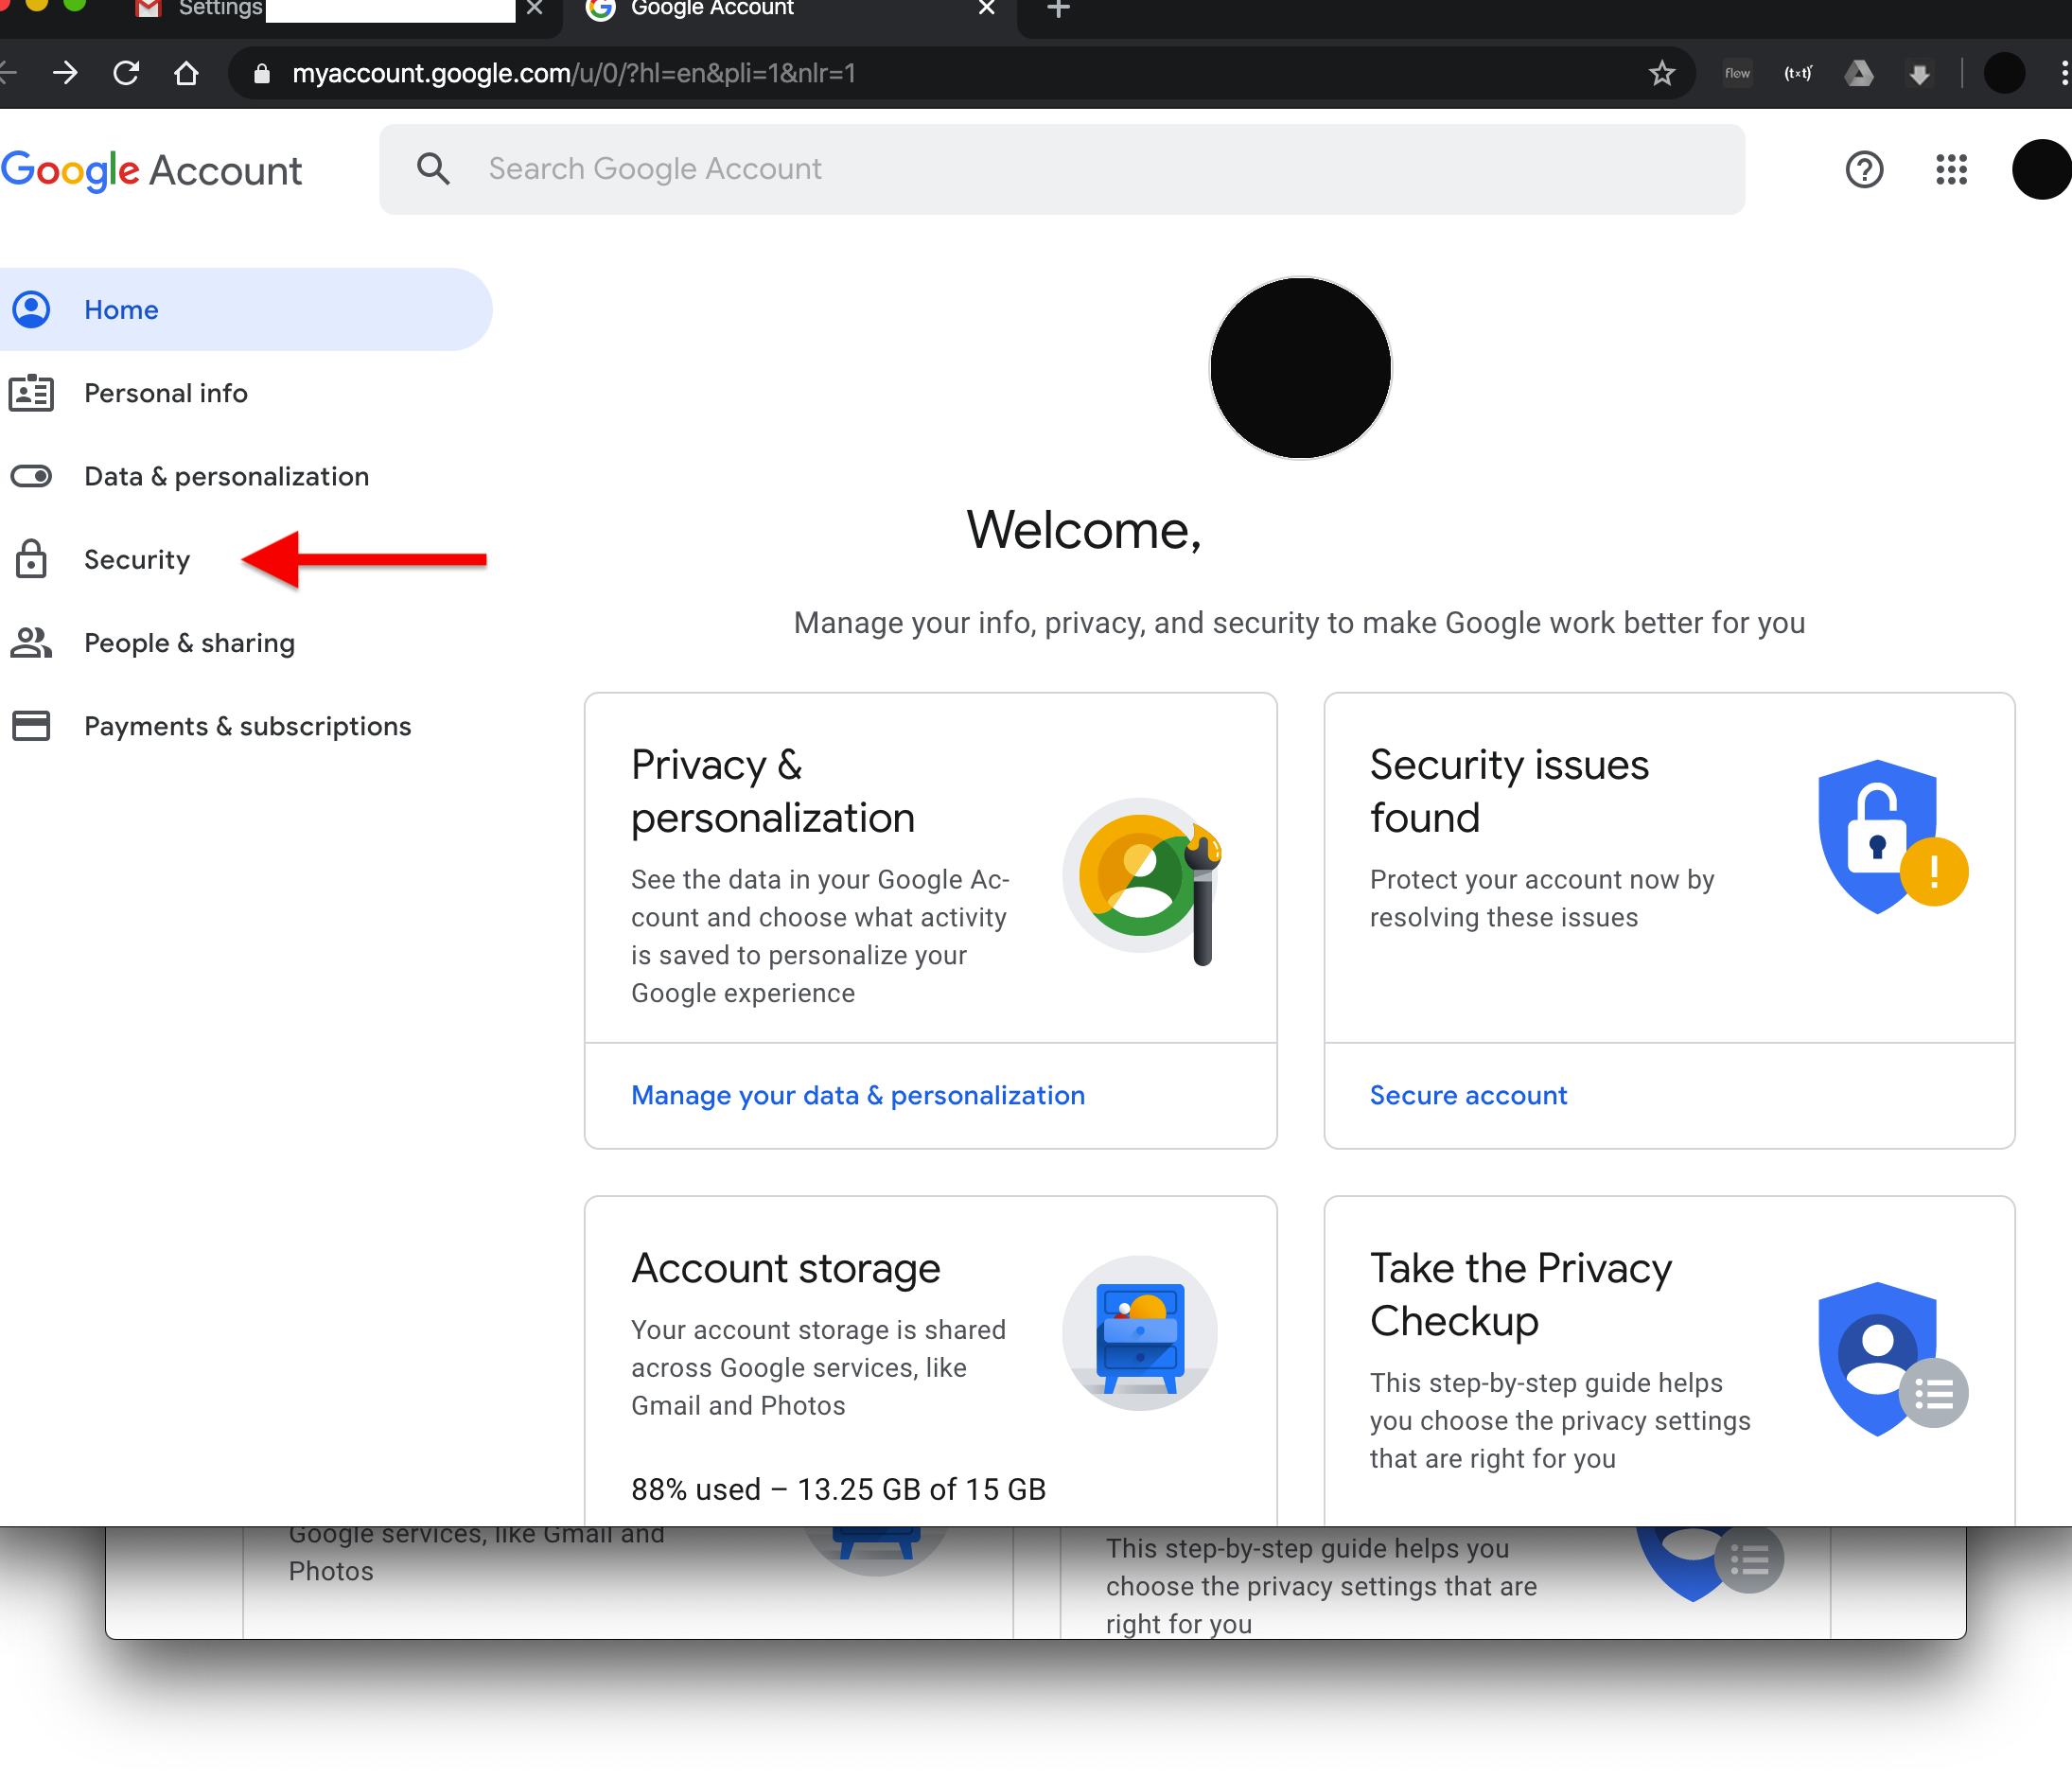 Settings
Google Account
myaccount.google.com/u/0/?hl=en&pli=1&nlr=1
flow
(t×t)
Google Account
Search Google Account
Home
Personal info
Data & personalization
Security
People & sharing
Payments & subscriptions
Welcome,
Manage your info, privacy, and security to make Google work better for you
Privacy &
personalization
See the data in your Google Ac-
count and choose what activity
is saved to personalize your
Google experience
Manage your data & personalization
Security issues
found
Protect your account now by
resolving these issues
Secure account
Account storage
Your account storage is shared
across Google services, like
Gmail and Photos
88% used – 13.25 GB of 15 GB
Take the Privacy
Checkup
This step-by-step guide helps
you choose the privacy settings
that are right for you
Google services, like Gmail and
Photos
This step-by-step guide helps you
choose the privacy settings that are
right for you